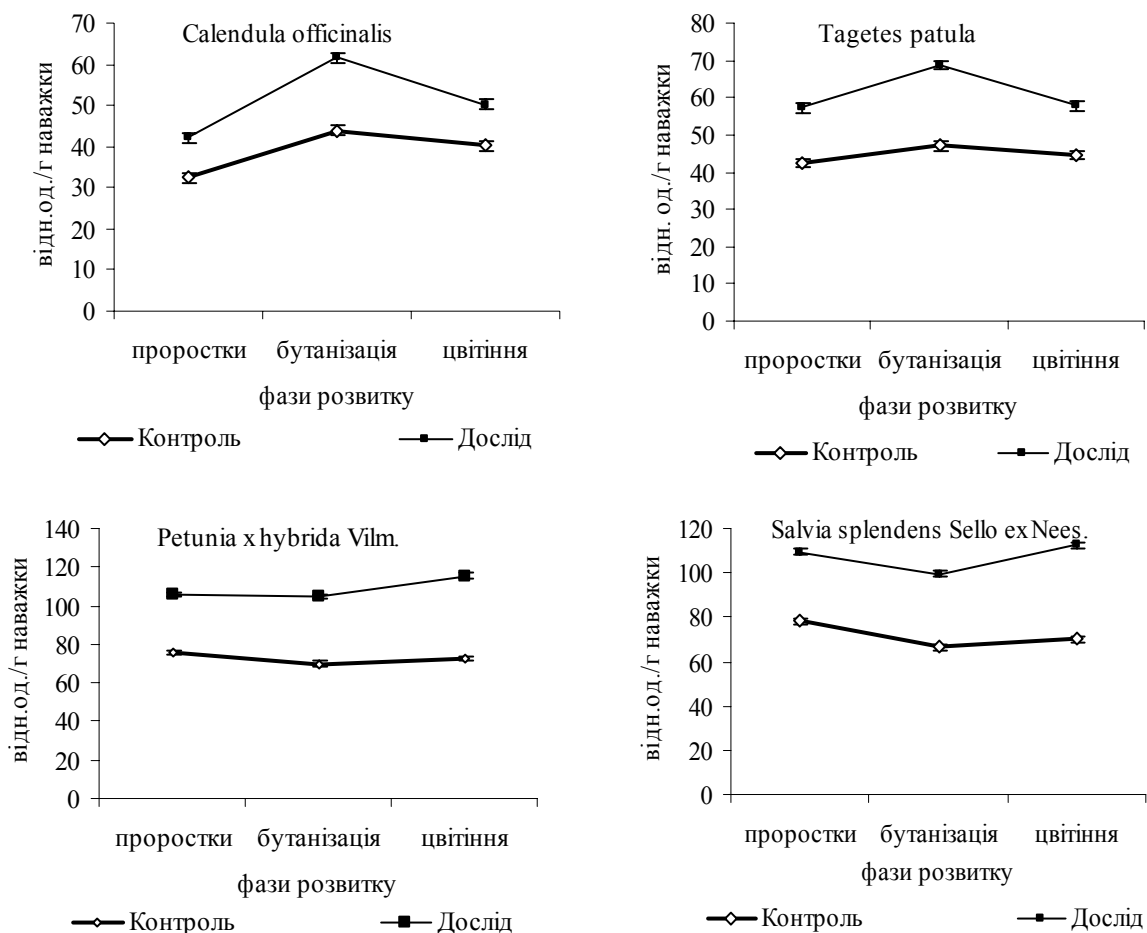 Calendula officinalis
70
60
50
40
30
20
10
0
відн.од./г наважки
проростки бутанізація цвітіння
фази розвитку
Контроль Дослід
Tagetes patula
80
70
60
50
40
30
20
10
0
відн. од./г наважки
проростки бутанізація цвітіння
фази розвитку
Контроль Дослід
Petunia x hybrida Vilm.
140
120
100
80
60
40
20
0
відн.од./г наважки
проростки бутанізація цвітіння
фази розвитку
Контроль Дослід
Salvia splendens Sello ex Nees.
120
100
80
60
40
20
0
відн.од./г наважки
проростки бутанізація цвітіння
фази розвитку
Контроль Дослід